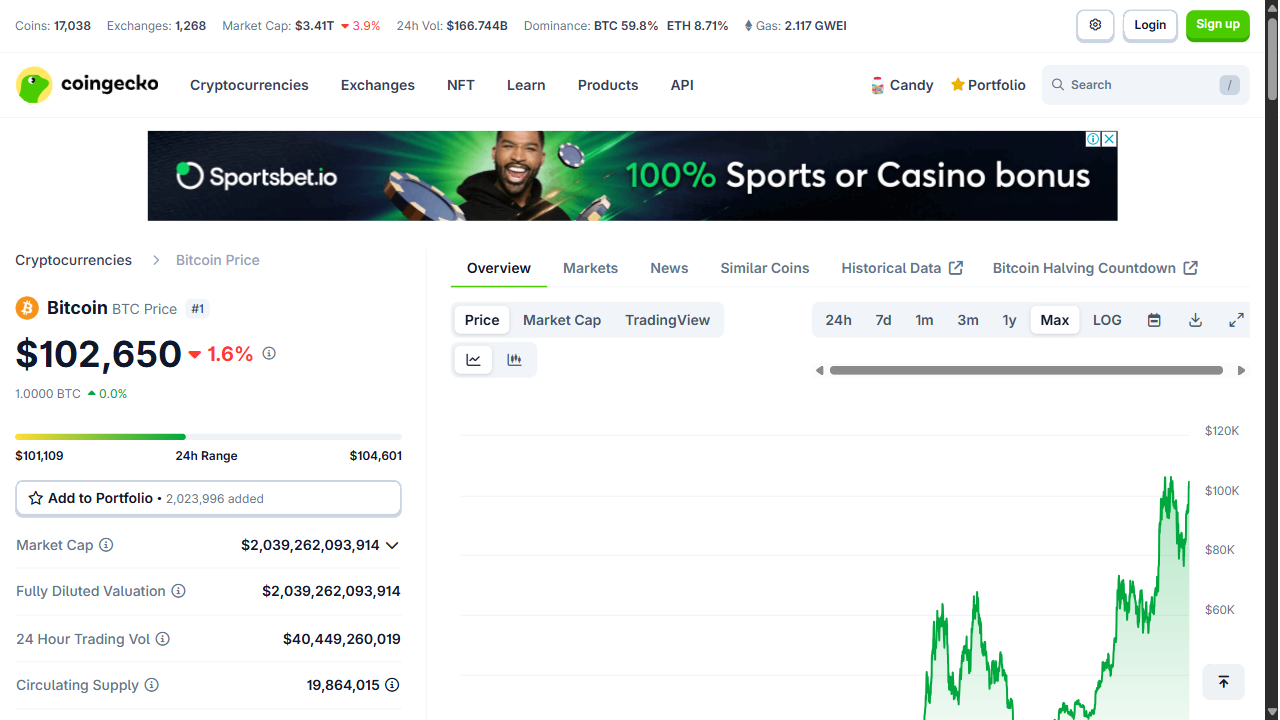 Coins: 17,038 Exchanges: 1,268 Market Cap: $3.41T 3.9% 24h Vol: $166.744B Dominance: BTC 59.8% ETH 8.71% Gas: 2.117 GWEI
Login
Sign up
coingecko
Cryptocurrencies Exchanges NFT Learn Products API
Candy Portfolio Search /
Sportsbet.io 100% Sports or Casino bonus
Cryptocurrencies Bitcoin Price
Bitcoin BTC Price #1
$102,650 1.6%
1.0000 BTC 0.0%
$101,109 24h Range $104,601
Add to Portfolio • 2,023,996 added
Market Cap $2,039,262,093,914
Fully Diluted Valuation $2,039,262,093,914
24 Hour Trading Vol $40,449,260,019
Circulating Supply 19,864,015
Overview Markets News Similar Coins Historical Data Bitcoin Halving Countdown
Price Market Cap TradingView
24h 7d 1m 3m 1y Max LOG
$120K
$100K
$80K
$60K